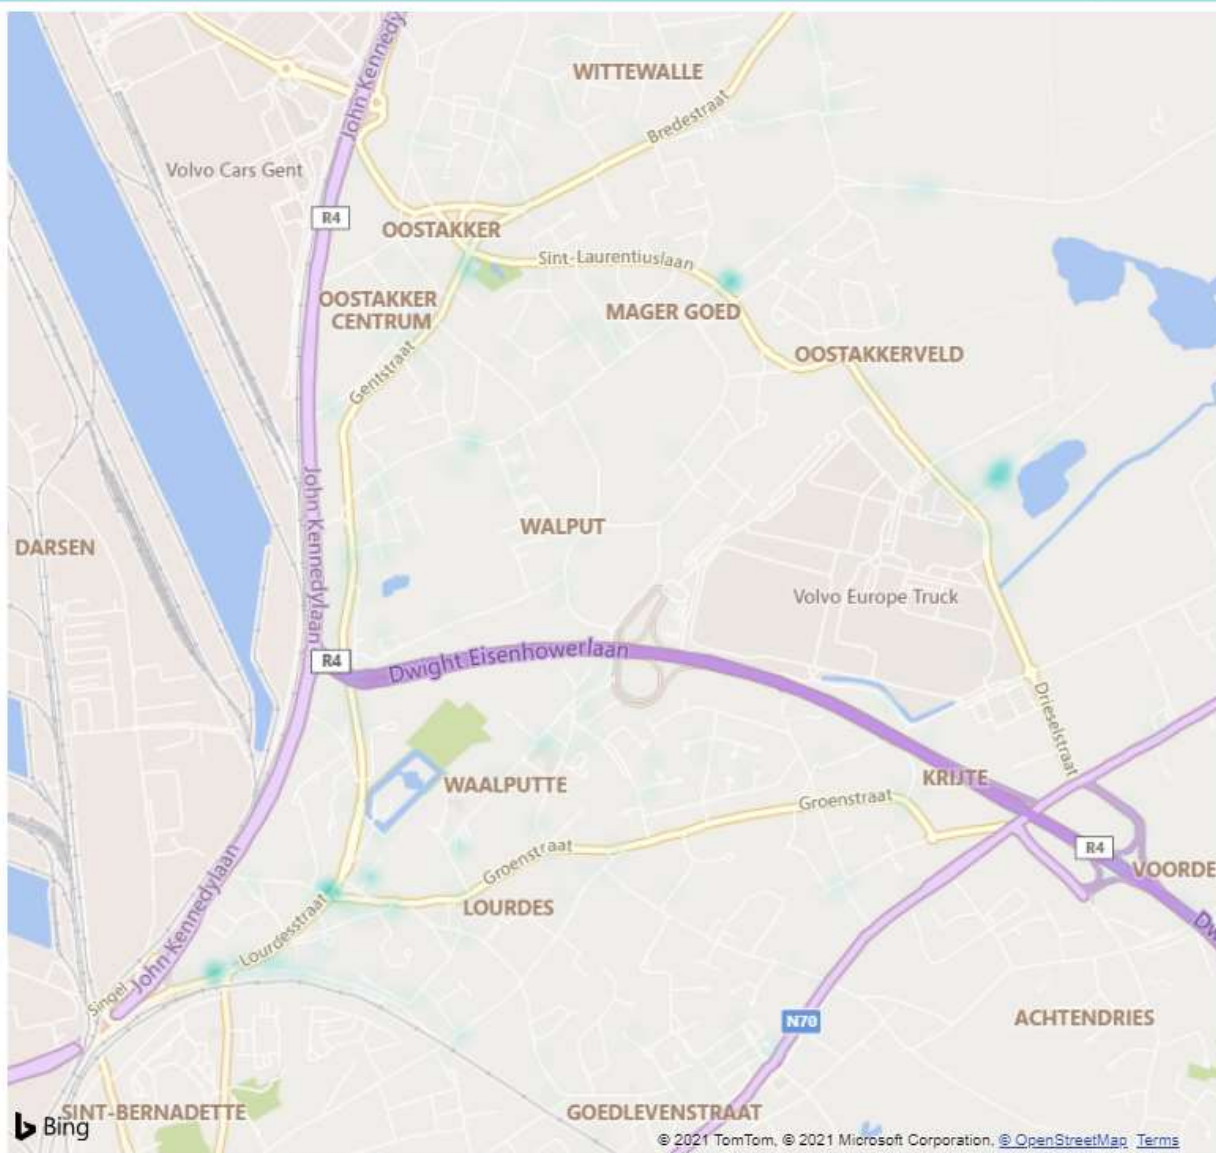 John Kennedy
WITTEWALLE
Bredestraat
Volvo Cars Gent
R4
OOSTAKKER
Sint-Laurentiuslaan
OOSTAKKER
CENTRUM
MAGER GOED
OOSTAKKERVELD
Gentstraat
John Kennedylaan
WALPUT
DARSEN
Volvo Europe Truck
R4
Dwight Eisenhowerlaan
Drieselstraat
KRIJTE
WAALPUTTE
Groenstraat
R4
Groenstraat
VOORDE
John Kennedylaan
LOURDES
Lourdesstraat
Dw
Singel
N70
ACHTENDRIES
SINT-BERNADETTE
GOEDLEVENSTRAAT
Bing
© 2021 TomTom, © 2021 Microsoft Corporation, © OpenStreetMap Terms